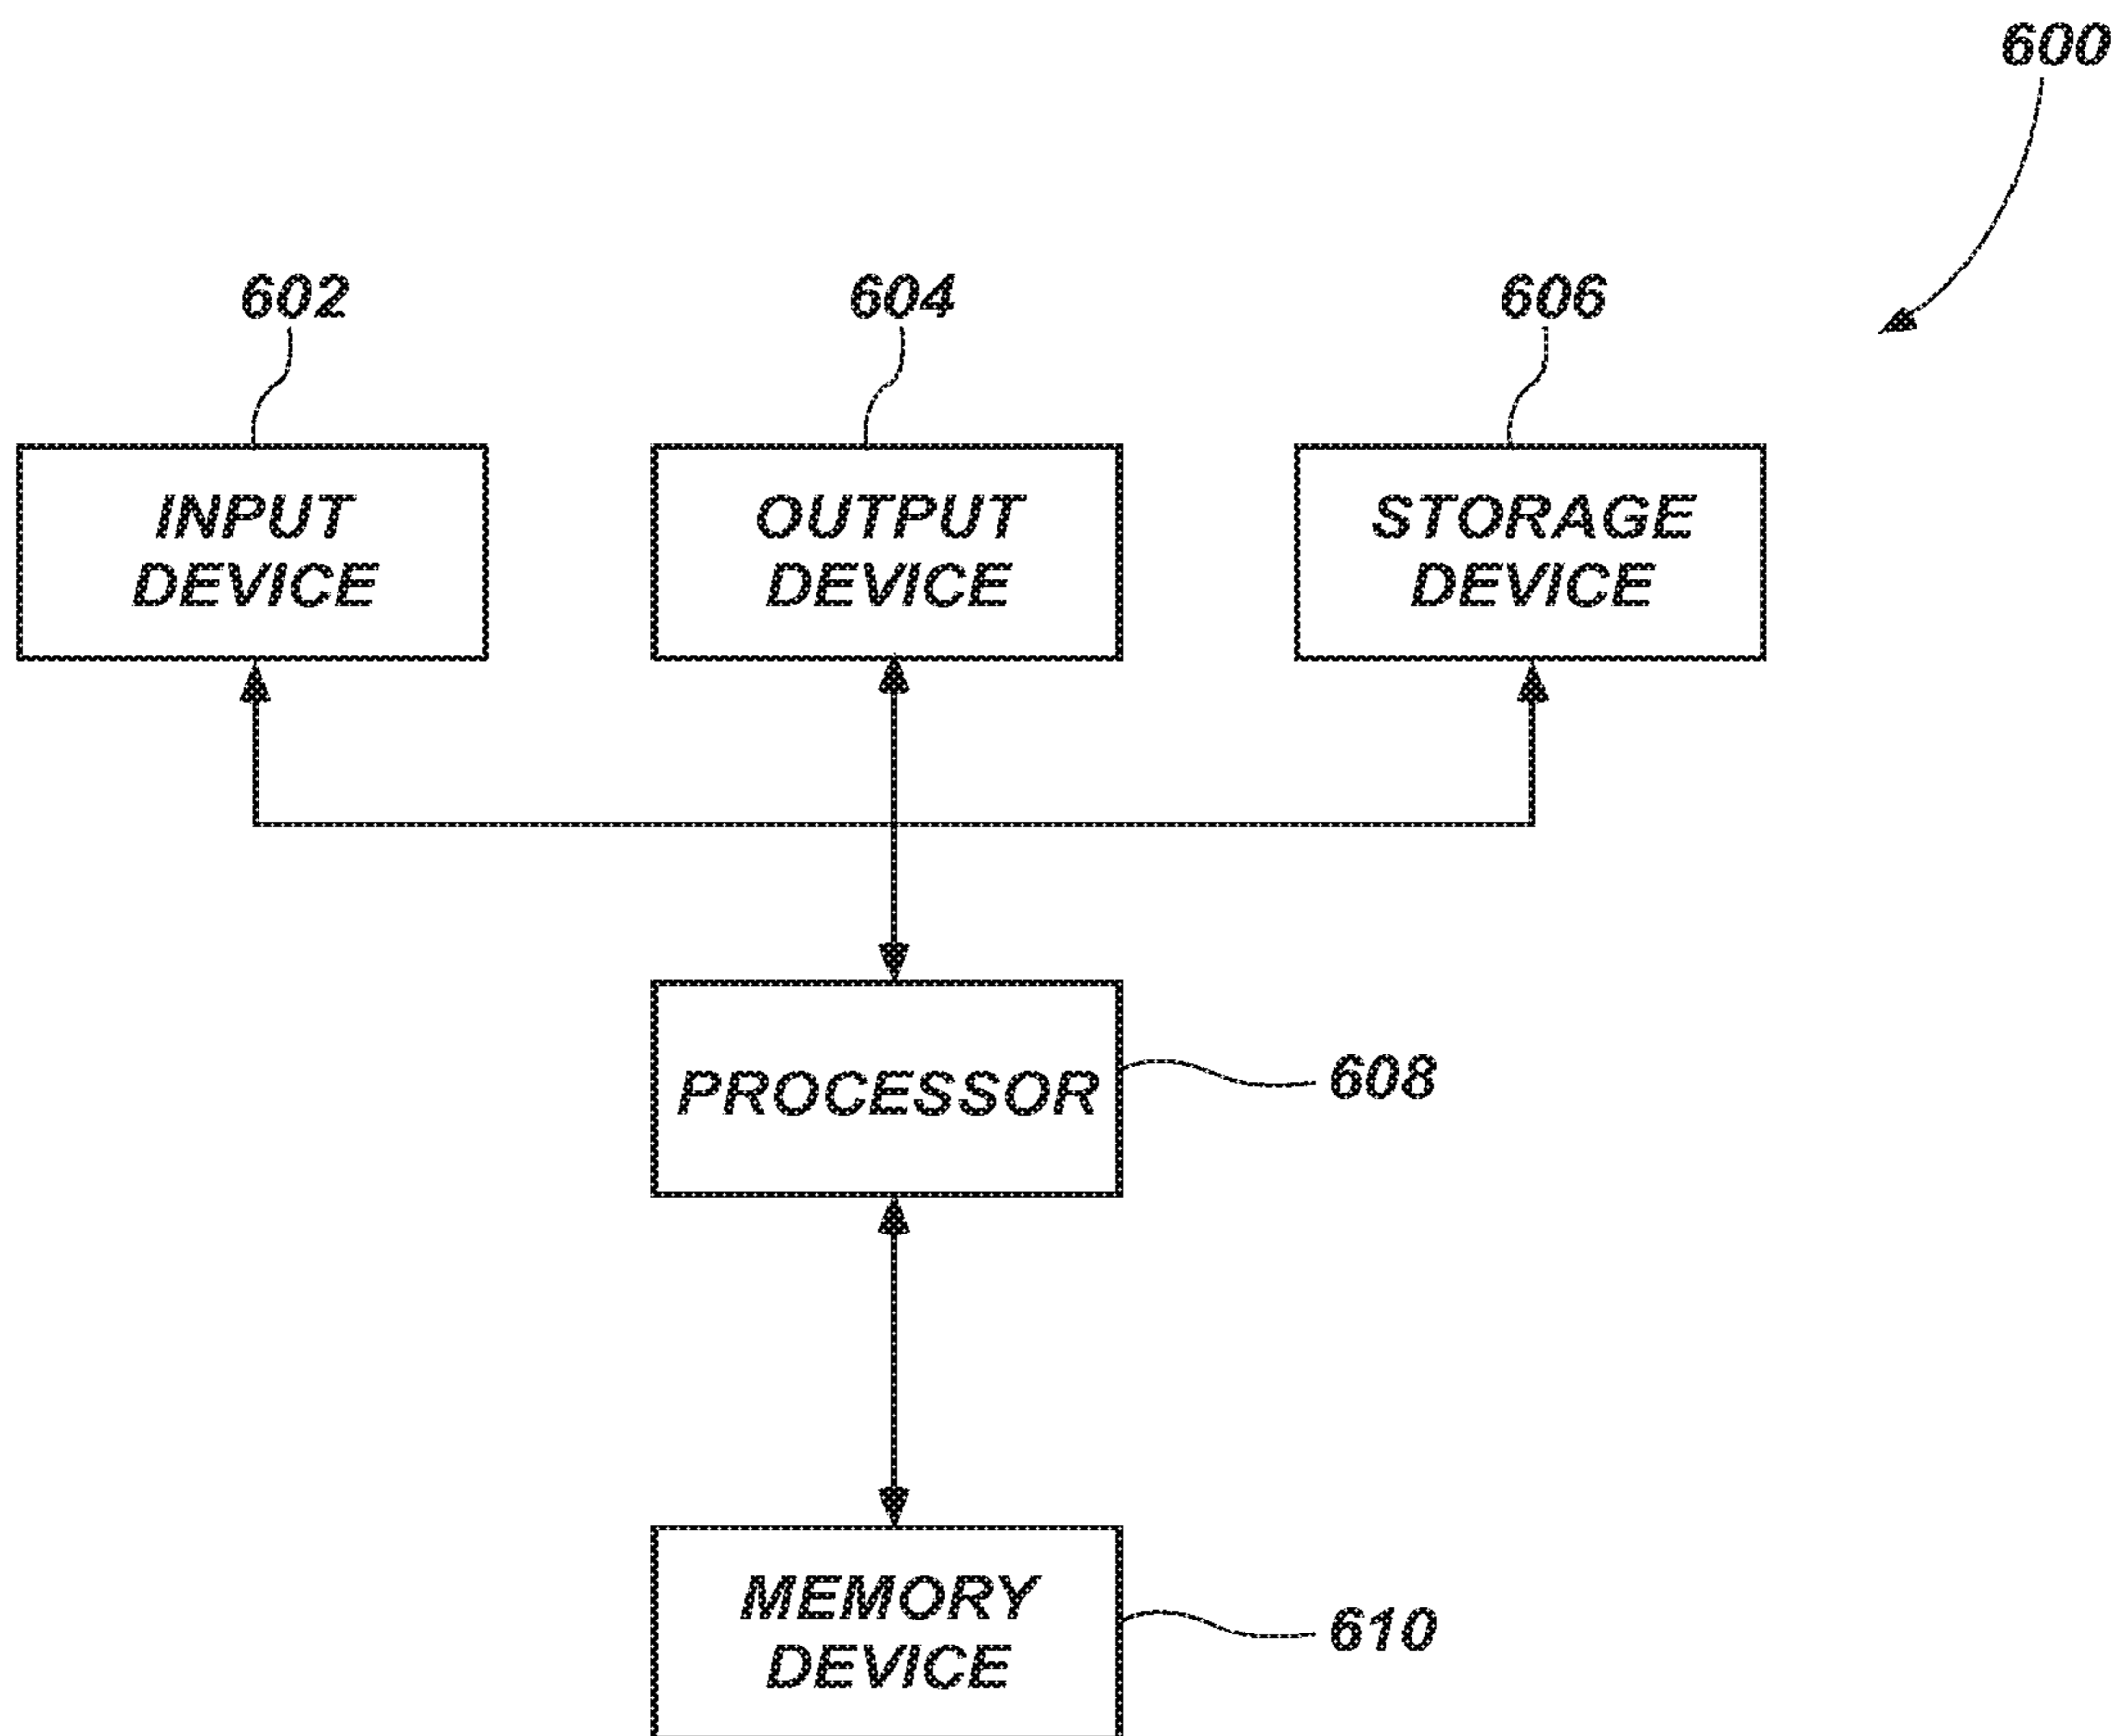 600
602
604
606
INPUT
DEVICE
OUTPUT
DEVICE
STORAGE
DEVICE
PROCESSOR
608
MEMORY
DEVICE
610